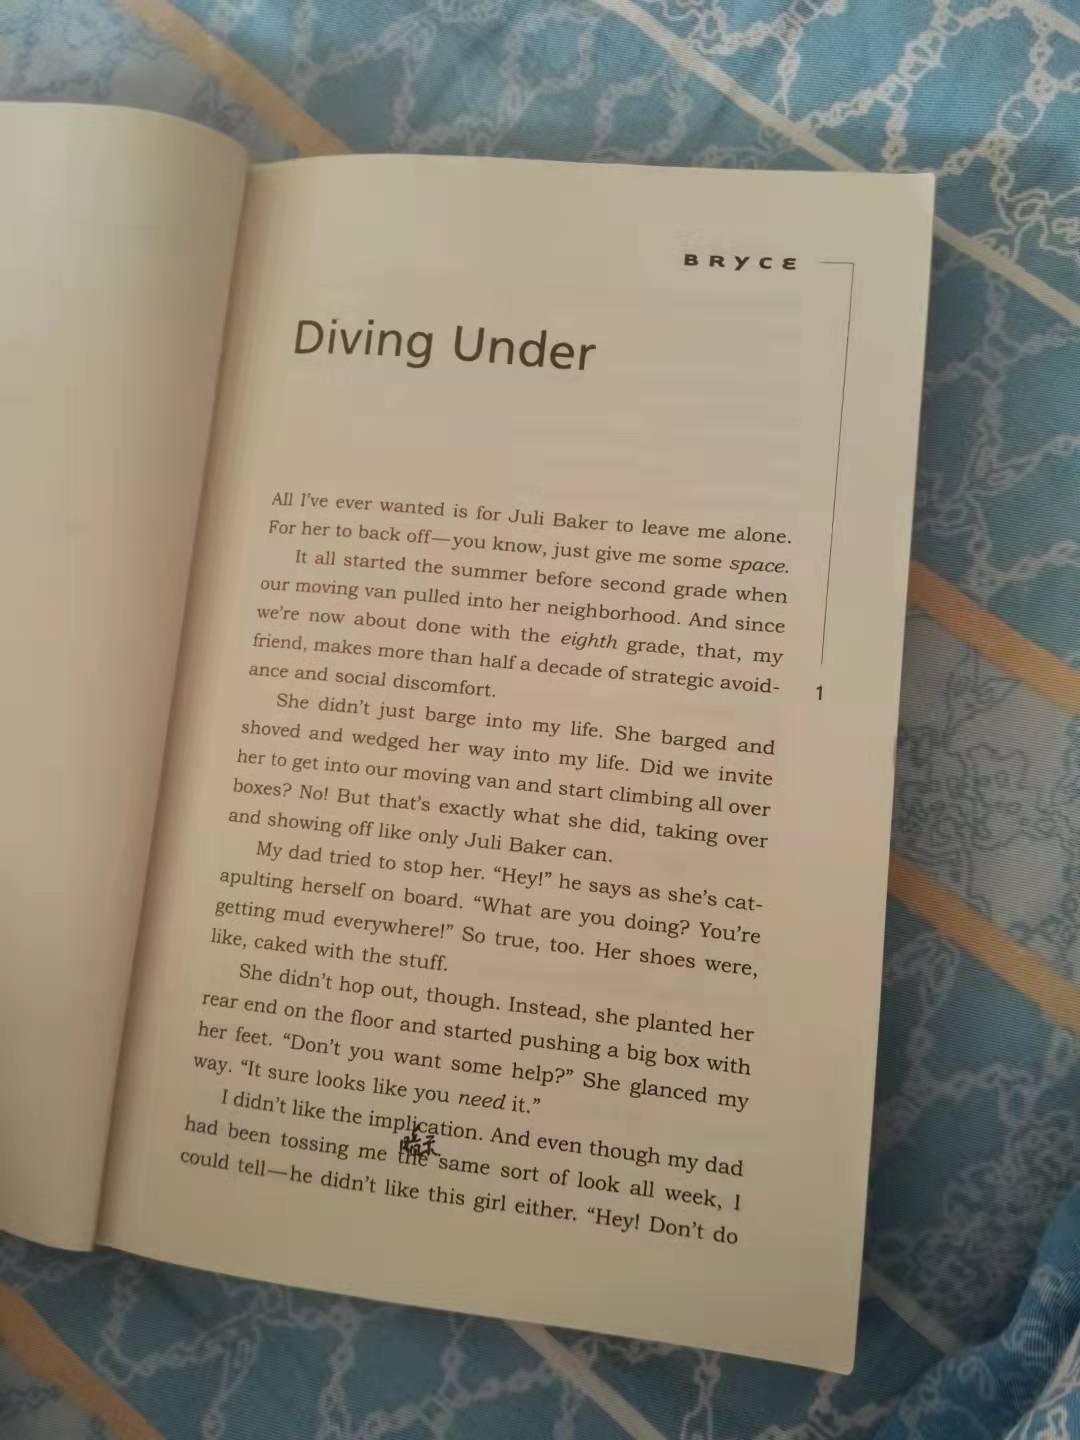 BRYCE
Diving Under
All I've ever wanted is for Juli Baker to leave me alone.
For her to back off—you know, just give me some space.
It all started the summer before second grade when
our moving van pulled into her neighborhood. And since
we're now about done with the eighth grade, that, my
friend, makes more than half a decade of strategic avoid-
ance and social discomfort.
1
She didn't just barge into my life. She barged and
shoved and wedged her way into my life. Did we invite
her to get into our moving van and start climbing all over
boxes? No! But that's exactly what she did, taking over
and showing off like only Juli Baker can.
My dad tried to stop her. “Hey!” he says as she's cat-
apulting herself on board. “What are you doing? You're
getting mud everywhere!” So true, too. Her shoes were,
like, caked with the stuff.
She didn't hop out, though. Instead, she planted her
rear end on the floor and started pushing a big box with
her feet. “Don't you want some help?” She glanced my
way. “It sure looks like you need it.”
I didn't like the implication. And even though my dad
暗示
had been tossing me the same sort of look all week, I
could tell—he didn't like this girl either. “Hey! Don't do